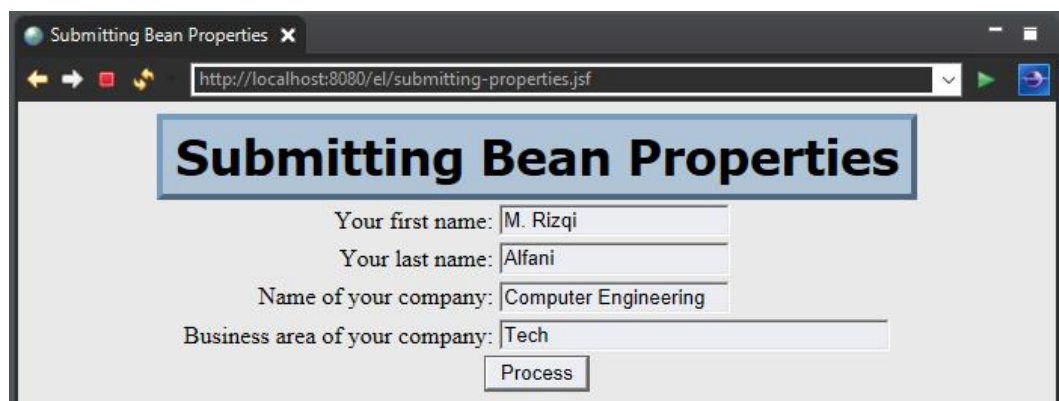 Submitting Bean Properties
http://localhost:8080/el/submitting-properties.jsf
Submitting Bean Properties
Your first name: M. Rizqi
Your last name: Alfani
Name of your company: Computer Engineering
Business area of your company: Tech
Process